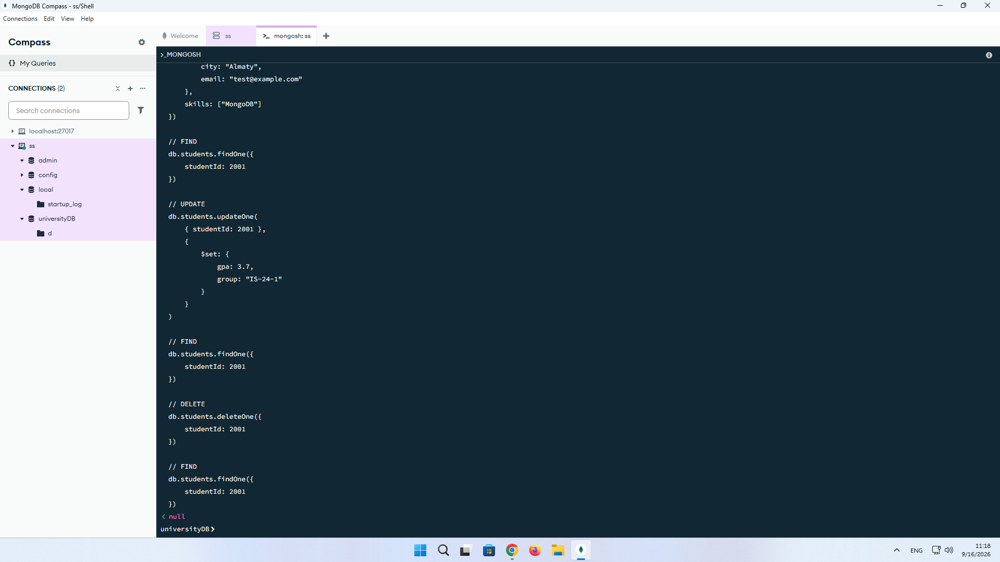 MongoDB Compass - ss/Shell
Connections Edit View Help
Compass
My Queries
CONNECTIONS (2)
Search connections
localhost:27017
ss
admin
config
local
startup_log
universityDB
d
Welcome
ss
>_ mongosh: ss
>_MONGOSH
city: "Almaty",
email: "test@example.com"
},
skills: ["MongoDB"]
})
// FIND
db.students.findOne({
studentId: 2001
})
// UPDATE
db.students.updateOne(
{ studentId: 2001 },
{
$set: {
gpa: 3.7,
group: "IS-24-1"
}
}
)
// FIND
db.students.findOne({
studentId: 2001
})
// DELETE
db.students.deleteOne({
studentId: 2001
})
// FIND
db.students.findOne({
studentId: 2001
})
< null
universityDB>
ENG
11:18
9/16/2026